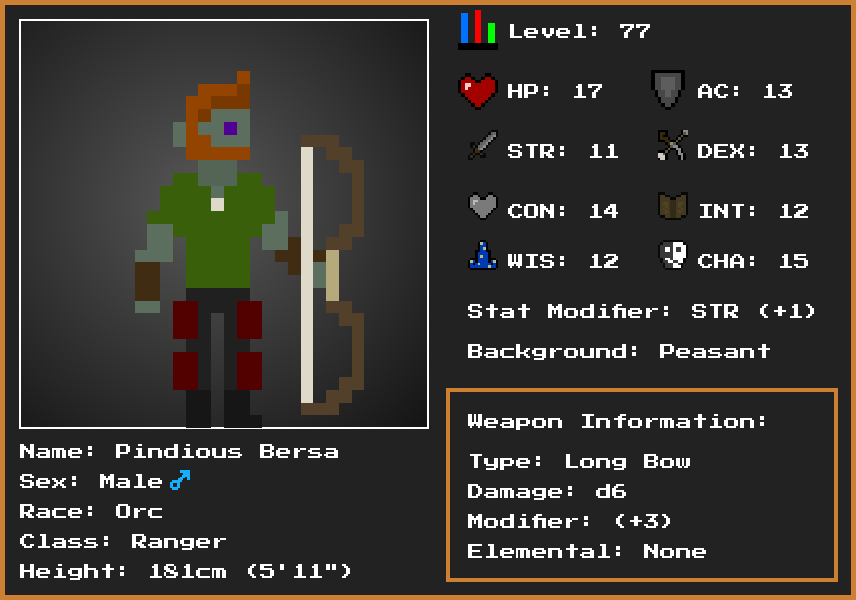 Level: 77
HP: 17 AC: 13
STR: 11 DEX: 13
CON: 14 INT: 12
WIS: 12 CHA: 15
Stat Modifier: STR (+1)
Background: Peasant
Weapon Information:
Type: Long Bow
Damage: d6
Modifier: (+3)
Elemental: None
Name: Pindious Bersa
Sex: Male♂
Race: Orc
Class: Ranger
Height: 181cm (5'11")